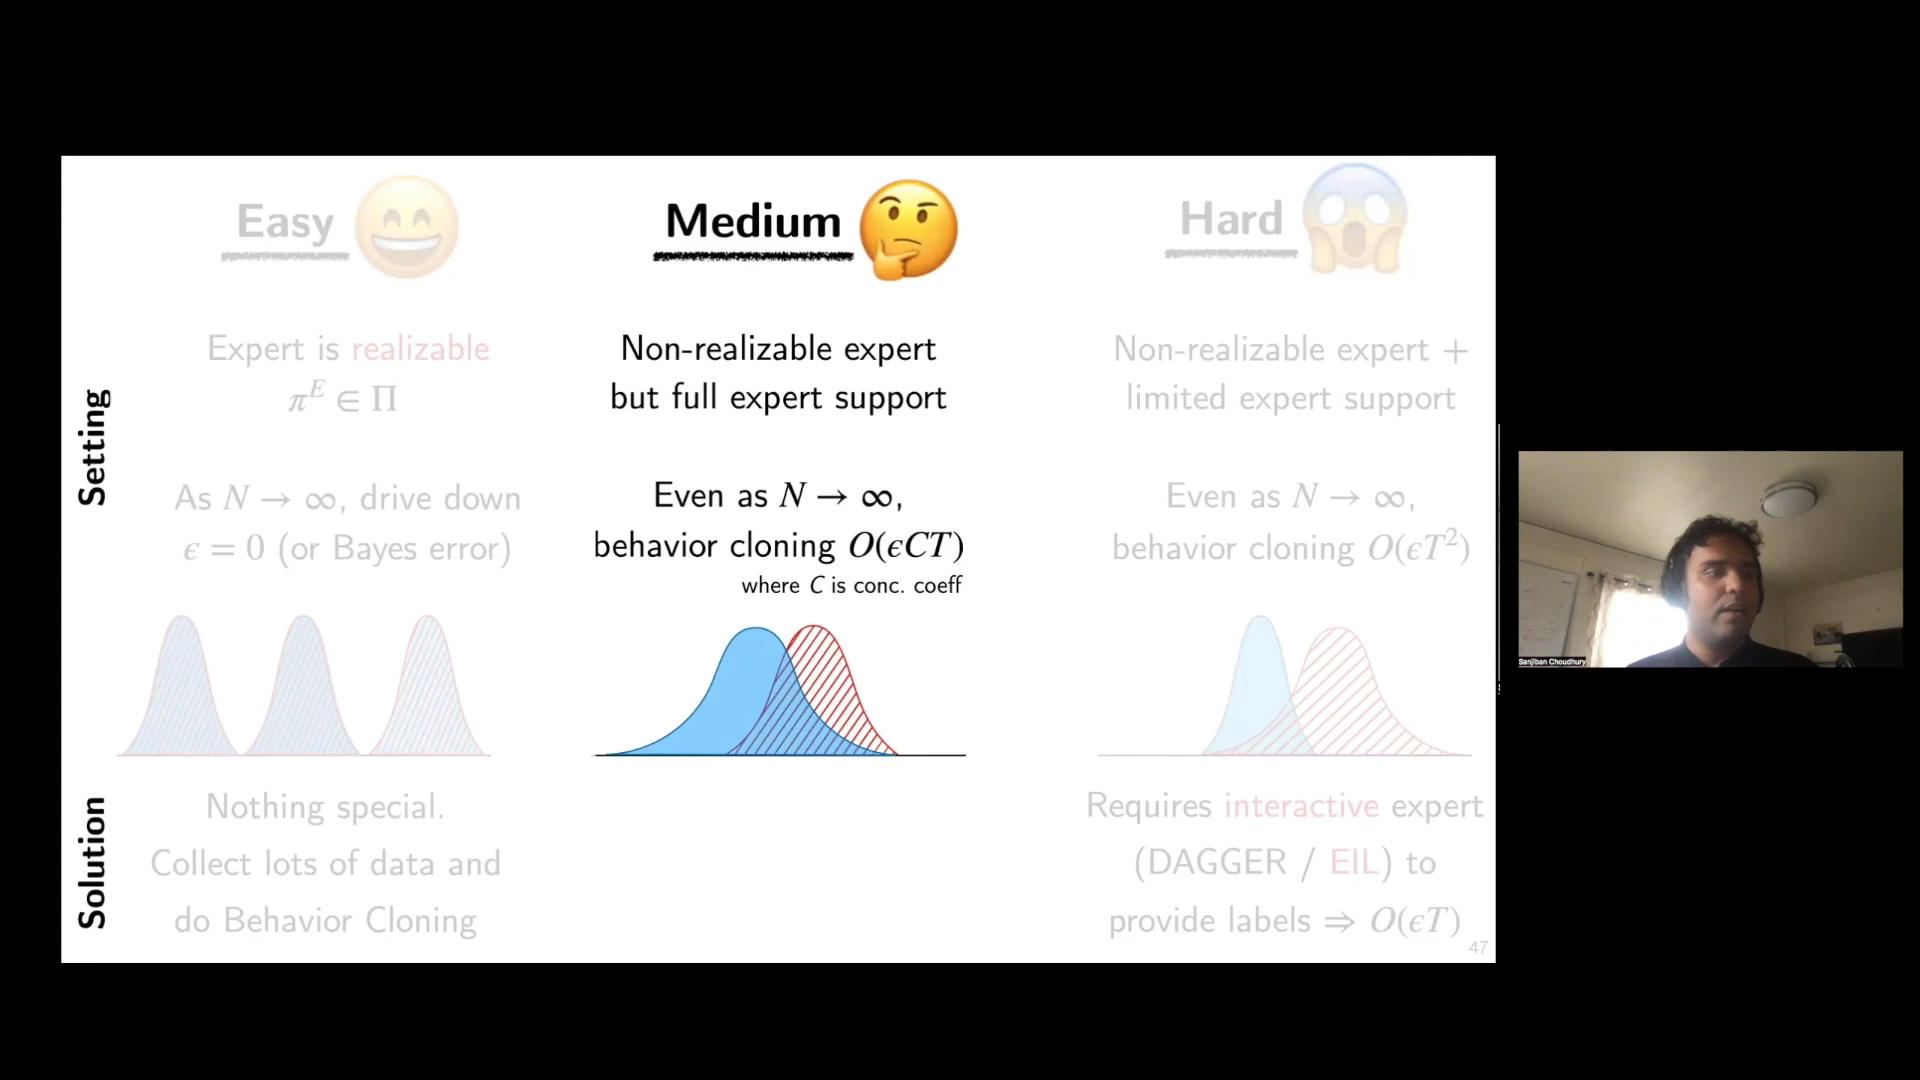 Easy
Medium
Hard
Setting
Expert is realizable
π^E ∈ Π
As N → ∞, drive down
ϵ = 0 (or Bayes error)
Non-realizable expert
but full expert support
Even as N → ∞,
behavior cloning O(ϵCT)
where C is conc. coeff
Non-realizable expert +
limited expert support
Even as N → ∞,
behavior cloning O(ϵT²)
Solution
Nothing special.
Collect lots of data and
do Behavior Cloning
Requires interactive expert
(DAGGER / EIL) to
provide labels ⇒ O(ϵT)
47
Sanjiban Choudhury